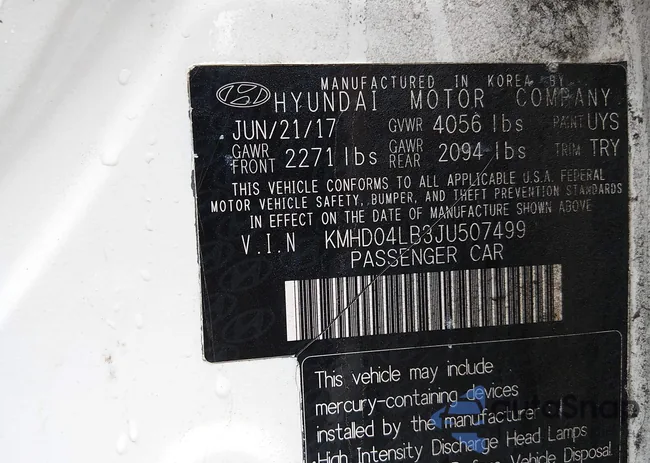 MANUFACTURED IN KOREA BY
HYUNDAI MOTOR COMPANY
JUN/21/17 GVWR 4056 lbs PAINT UYS
GAWR FRONT 2271 lbs GAWR REAR 2094 lbs TRIM TRY
THIS VEHICLE CONFORMS TO ALL APPLICABLE U.S.A. FEDERAL
MOTOR VEHICLE SAFETY, BUMPER, AND THEFT PREVENTION STANDARDS
IN EFFECT ON THE DATE OF MANUFACTURE SHOWN ABOVE
V.I.N KMHD04LB3JU507499
PASSENGER CAR
This vehicle may include
mercury-containing devices
installed by the manufacturer
AutoSnap
High Intensity Discharge Head Lamps
Vehicle Disposal